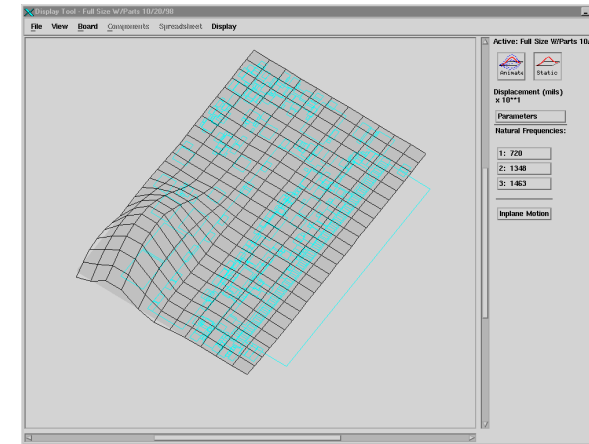 Display Tool - Full Size W/Parts 10/20/98
File View Board Components Spreadsheet Display
Active: Full Size W/Parts 10/
Animate Static
Displacement (mils)
x 10**1
Parameters
Natural Frequencies:
1: 720
2: 1348
3: 1463
Inplane Motion